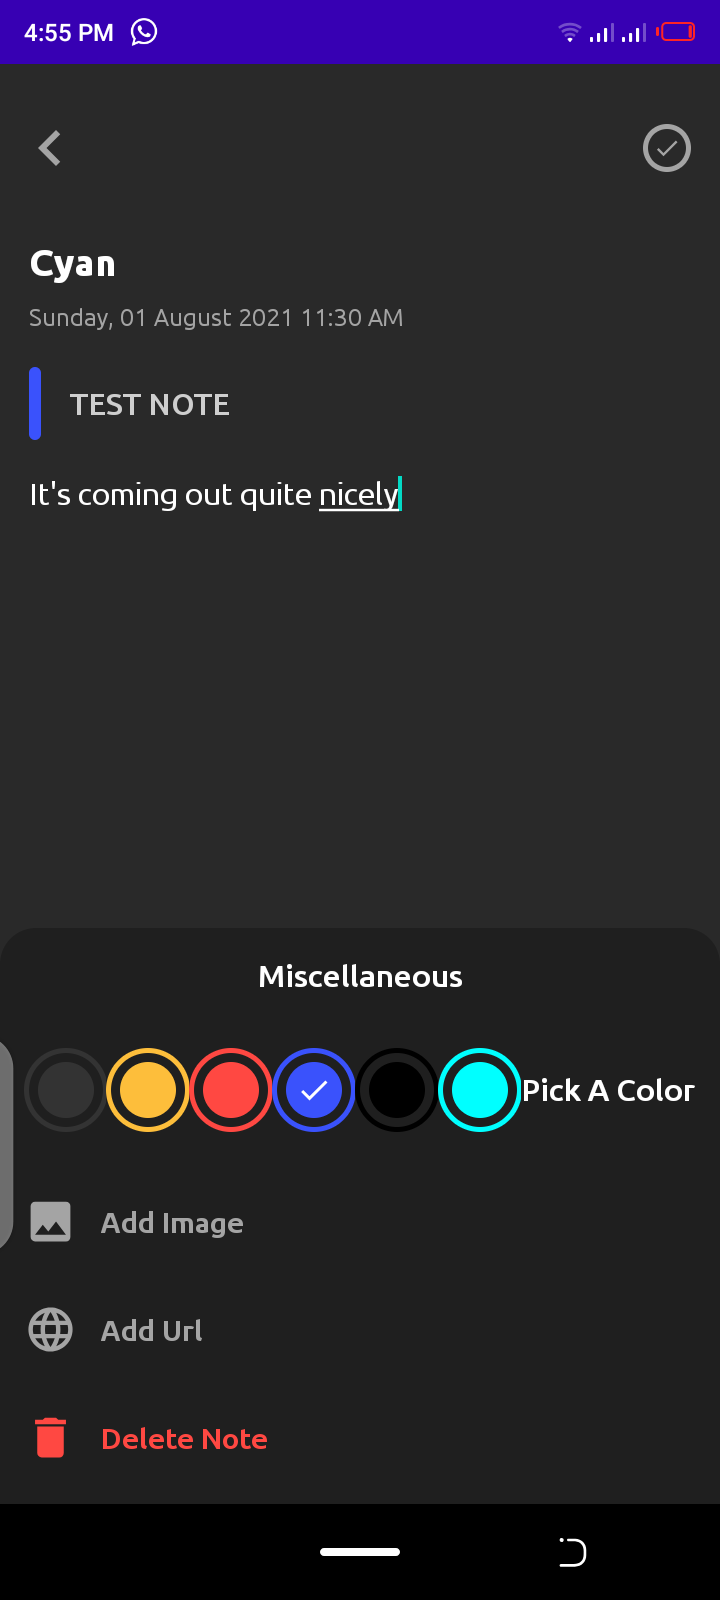 4:55 PM
Cyan
Sunday, 01 August 2021 11:30 AM
TEST NOTE
It's coming out quite nicely
Miscellaneous
Pick A Color
Add Image
Add Url
Delete Note